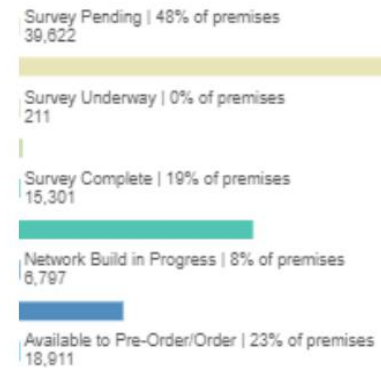 Survey Pending | 48% of premises
39,622
Survey Underway | 0% of premises
211
Survey Complete | 19% of premises
15,301
Network Build in Progress | 8% of premises
6,797
Available to Pre-Order/Order | 23% of premises
18,911